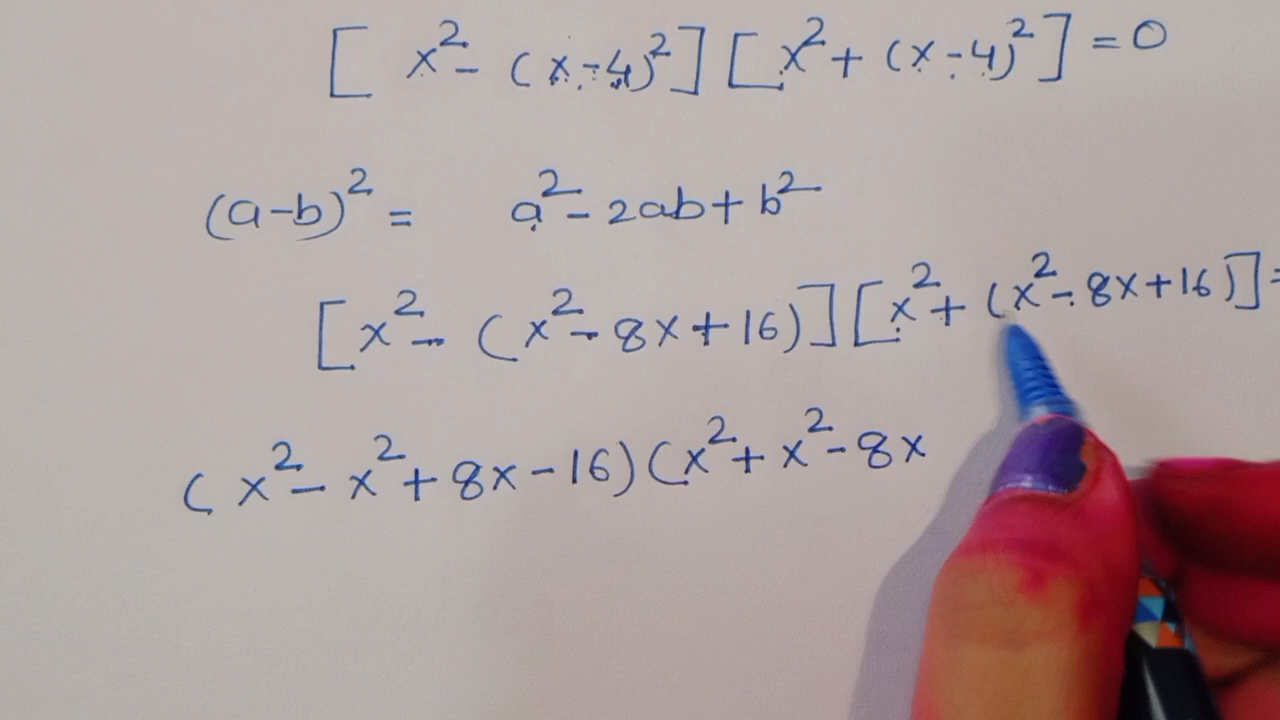 [x²-(x-4)²][x²+(x-4)²]=0
(a-b)²= a²-2ab+b²
[x²-(x²-8x+16)][x²+(x²-8x+16)]=
(x²-x²+8x-16)(x²+x²-8x